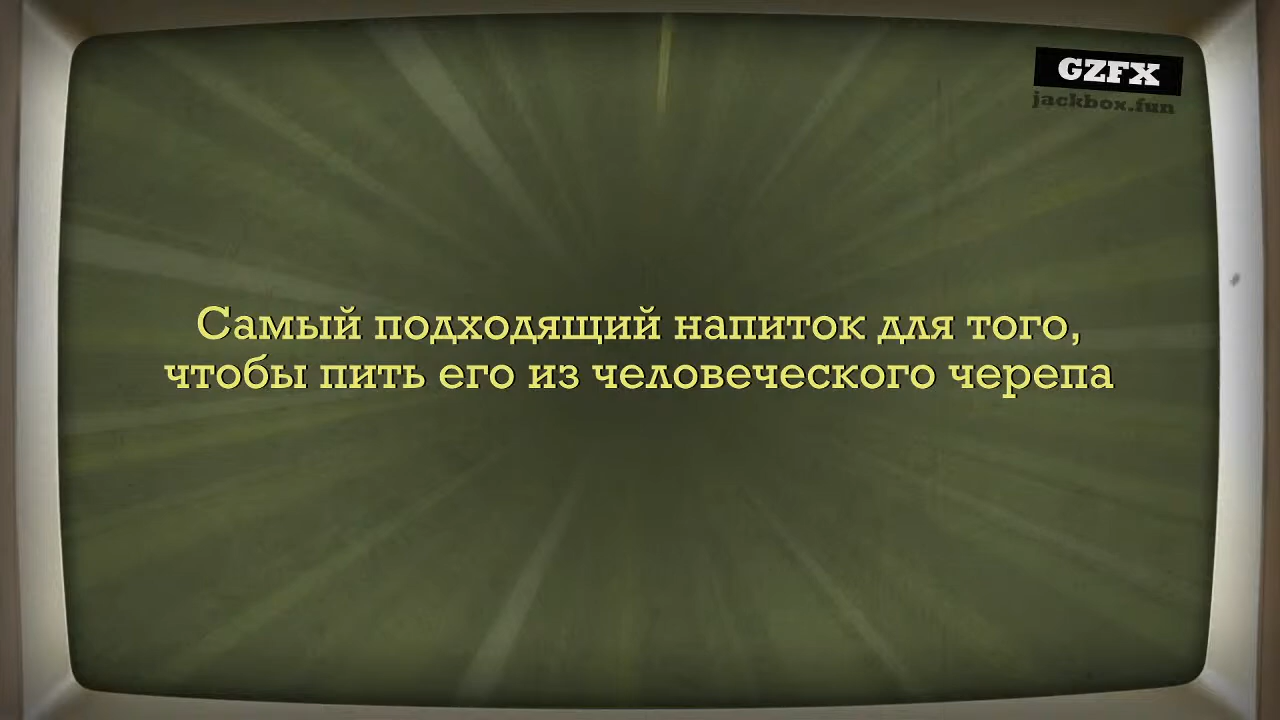 GZFX
jackbox.fun
Самый подходящий напиток для того,
чтобы пить его из человеческого черепа